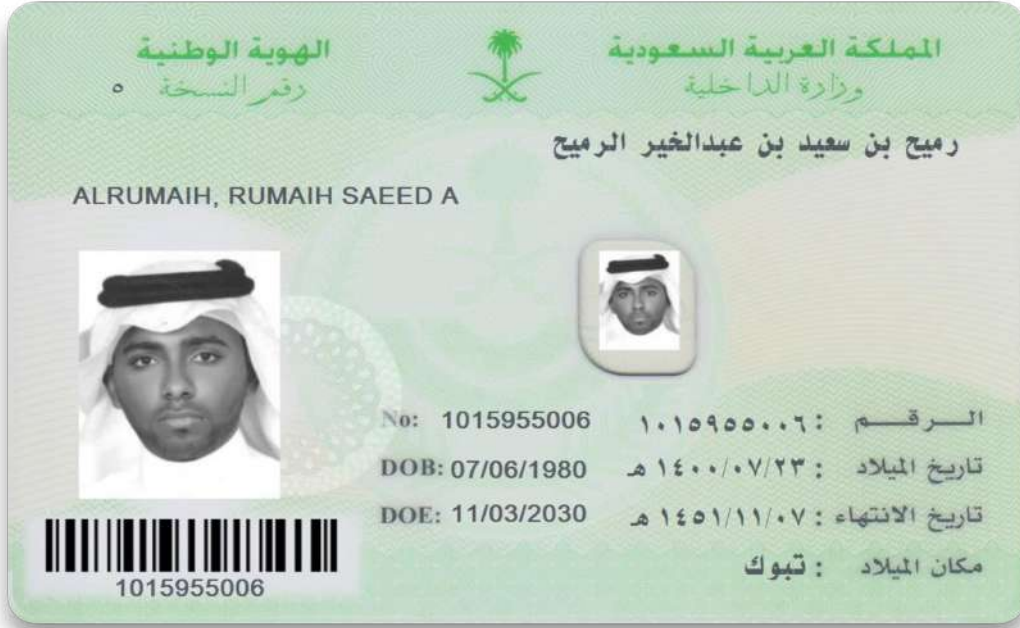 المملكة العربية السعودية
وزارة الداخلية
الهوية الوطنية
رقم النسخة ٥
رميح بن سعيد بن عبدالخير الرميح
ALRUMAIH, RUMAIH SAEED A
الـــرقـــم : ١٠١٥٩٥٥٠٠٦ No: 1015955006
تاريخ الميلاد : ١٤٠٠/٠٧/٢٣ هـ DOB: 07/06/1980
تاريخ الانتهاء : ١٤٥١/١١/٠٧ هـ DOE: 11/03/2030
مكان الميلاد : تبوك
1015955006